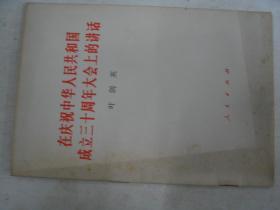 在庆祝中华人民共和国
成立三十周年大会上的讲话
叶剑英
人民出版社